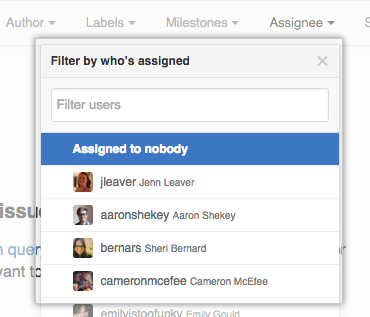 Author Labels Milestones Assignee S
Filter by who's assigned
Filter users
Assigned to nobody
jleaver Jenn Leaver
aaronshekey Aaron Shekey
bernars Sheri Bernard
cameronmcefee Cameron McEfee
emilyistoofunky Emily Gould
issu
n quer
or
vant to